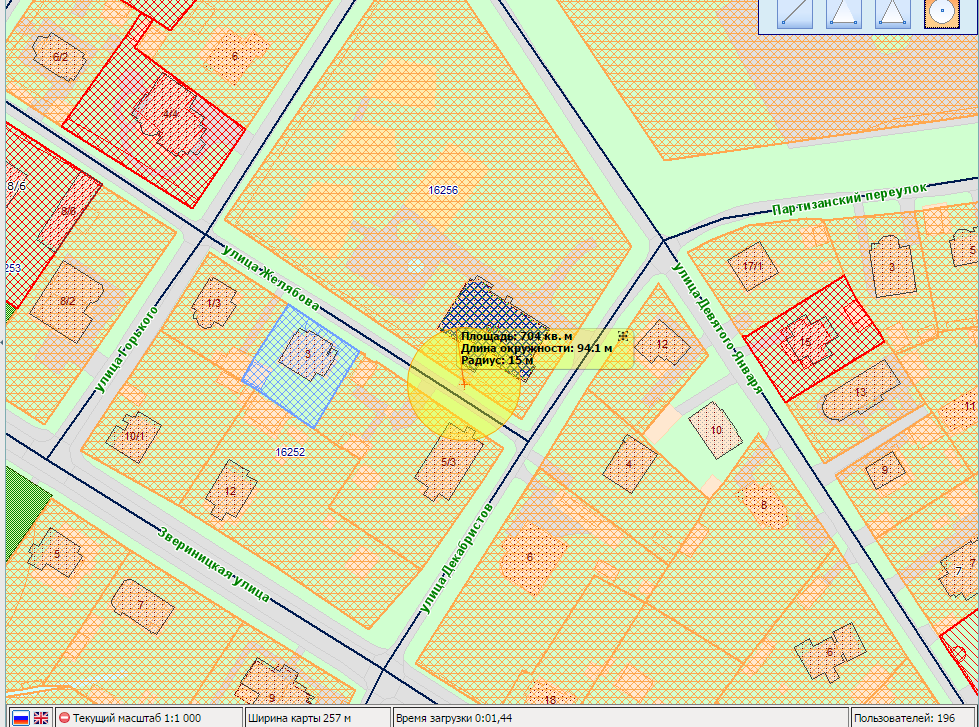 6/2
6
4/4
8/6
8/6
16256
Партизанский переулок
253
8/2
1/3
улица Желябова
17/1
3
5
улица Горького
3
Площадь: 704 кв. м
Длина окружности: 94.1 м
Радиус: 15 м
12
улица Девятого Января
15
13
11
10/1
16252
5/3
4
10
9
12
8
5
Звериницкая улица
улица Декабристов
6
7
7
7
6
9
18
Текущий масштаб 1:1 000
Ширина карты 257 м
Время загрузки 0:01,44
Пользователей: 196